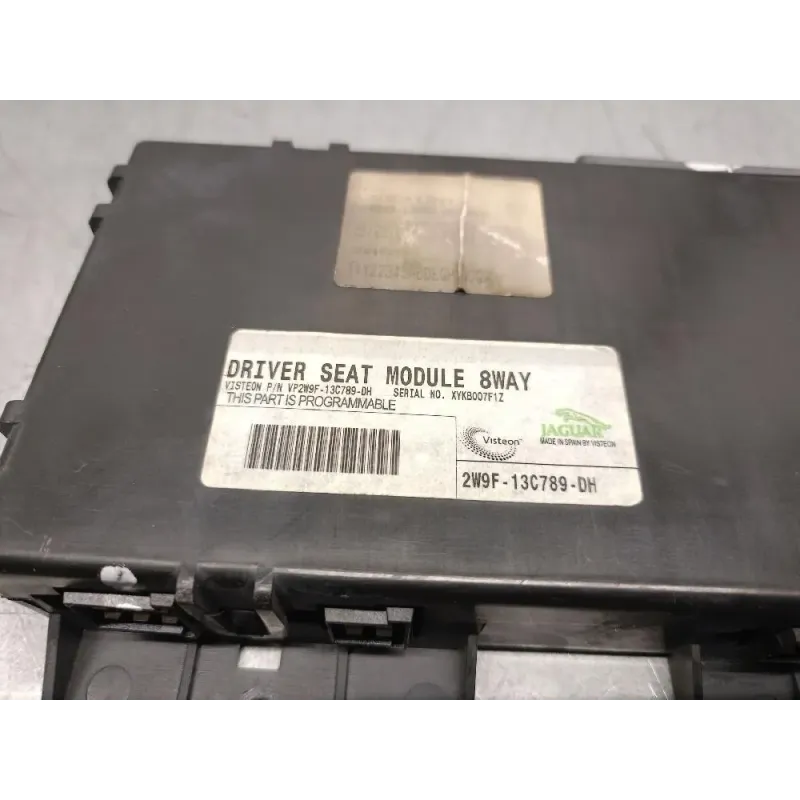 DRIVER SEAT MODULE 8WAY
VISTEON P/N VP2W9F-13C789-DH SERIAL NO. XYKB007F1Z
THIS PART IS PROGRAMMABLE
Visteon
JAGUAR
MADE IN SPAIN BY VISTEON
2W9F-13C789-DH